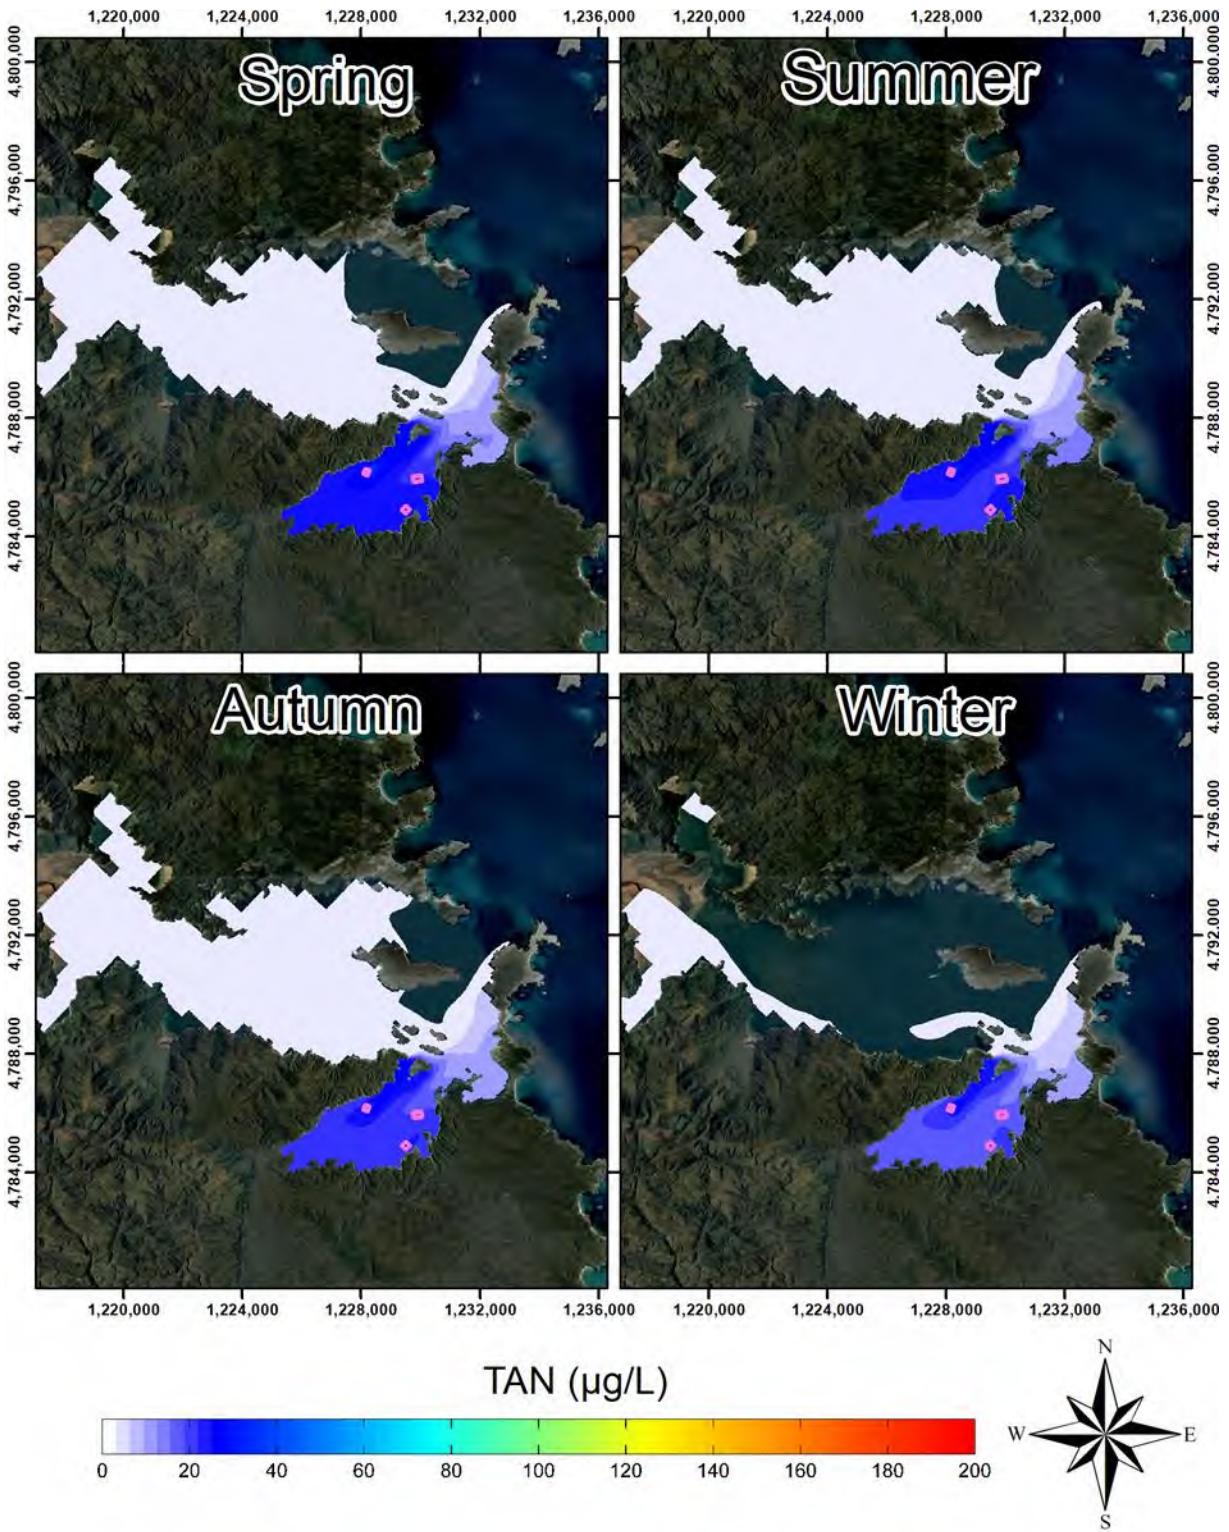 1,220,000 1,224,000 1,228,000 1,232,000 1,236,000 1,220,000 1,224,000 1,228,000 1,232,000 1,236,000
4,800,000 4,796,000 4,792,000 4,788,000 4,784,000
Spring
Summer
4,800,000 4,796,000 4,792,000 4,788,000 4,784,000
4,800,000 4,796,000 4,792,000 4,788,000 4,784,000
Autumn
Winter
4,800,000 4,796,000 4,792,000 4,788,000 4,784,000
1,220,000 1,224,000 1,228,000 1,232,000 1,236,000 1,220,000 1,224,000 1,228,000 1,232,000 1,236,000
TAN (µg/L)
0 20 40 60 80 100 120 140 160 180 200
N
W E
S